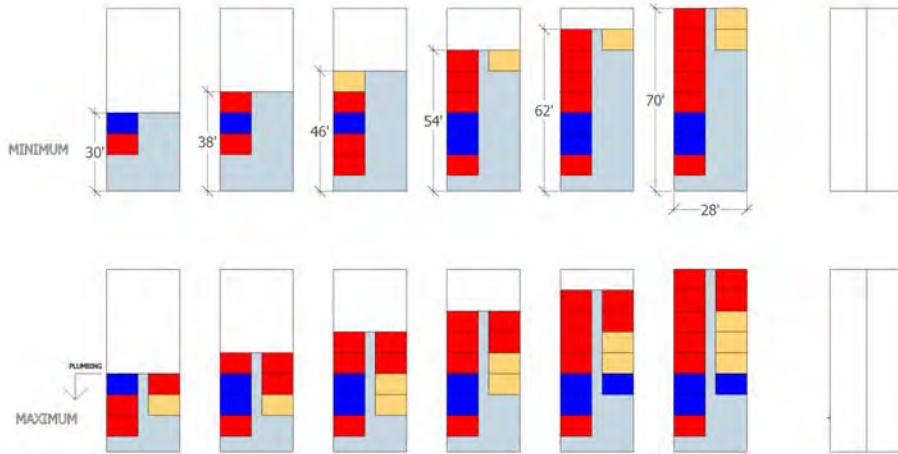 70'
62'
54'
46'
38'
30'
MINIMUM
28'
PLUMBING
MAXIMUM